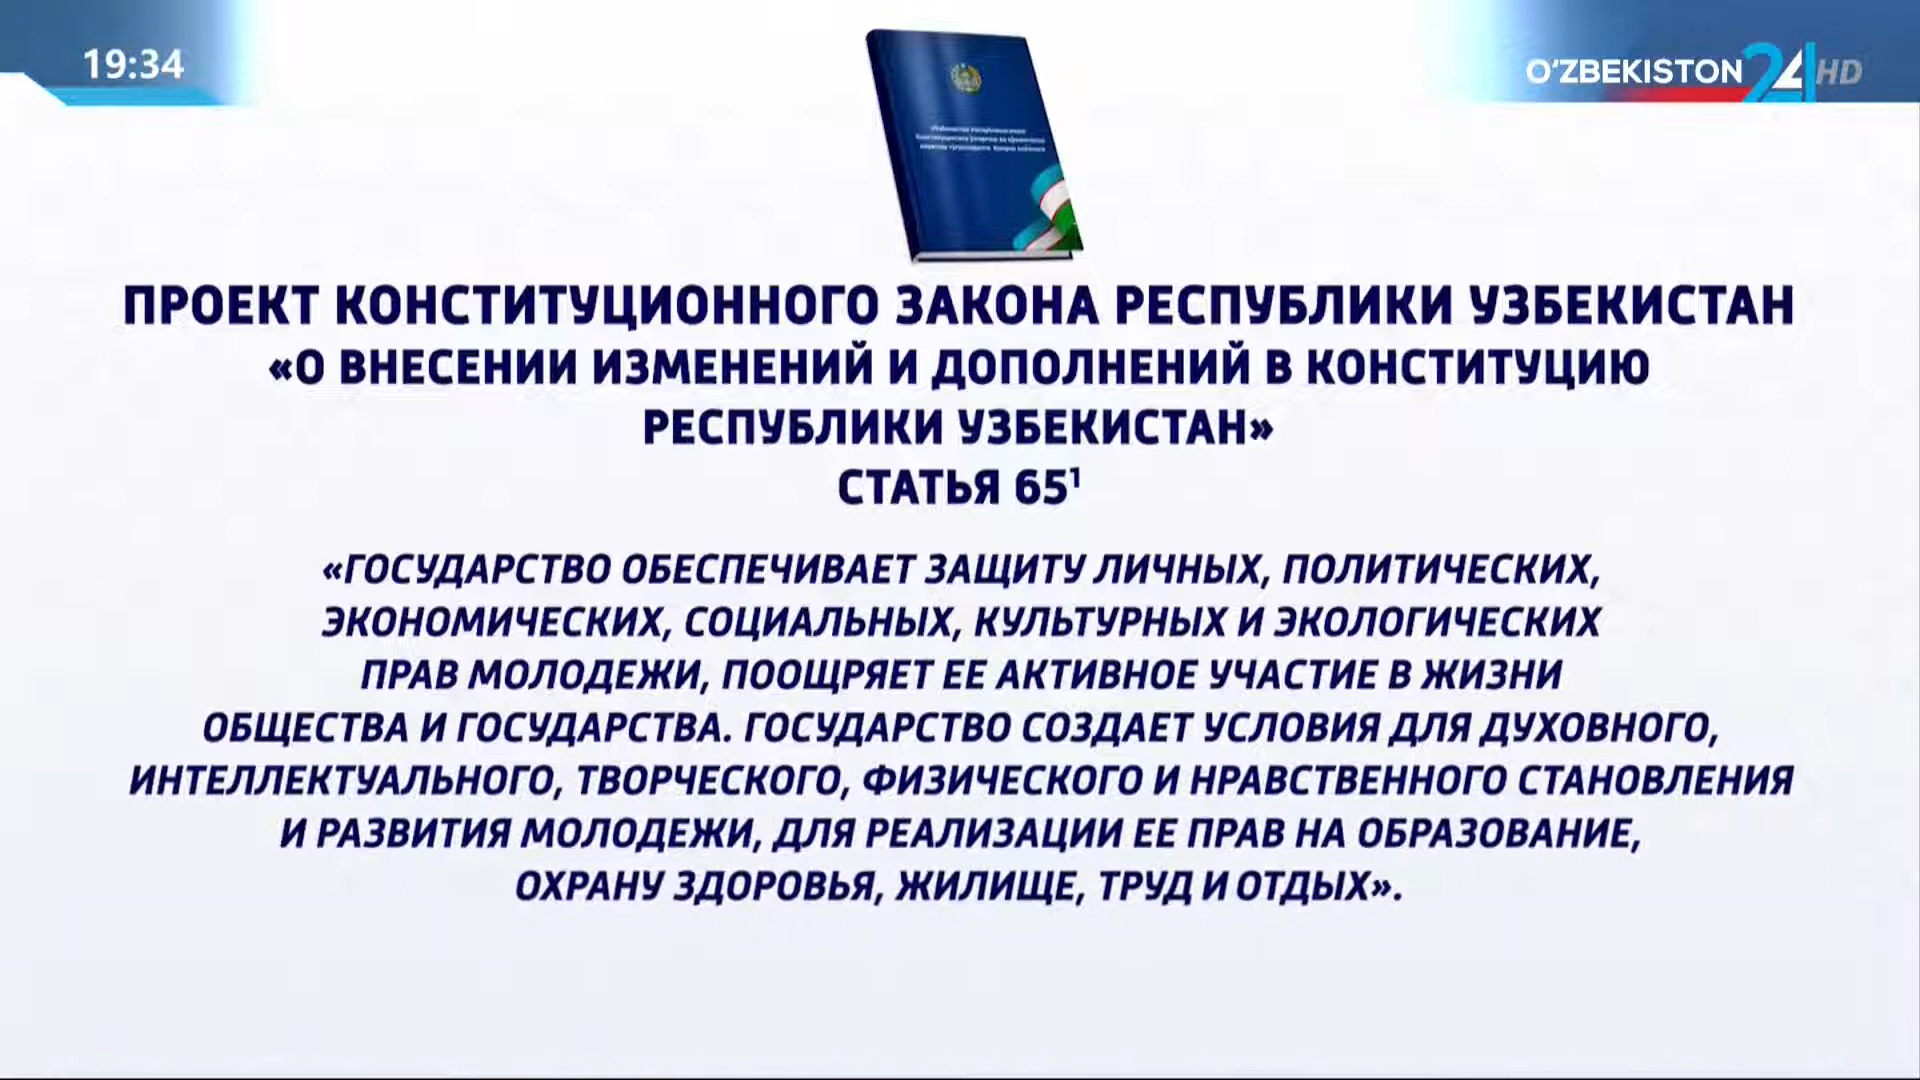 19:34
O‘ZBEKISTON 24 HD
ПРОЕКТ КОНСТИТУЦИОННОГО ЗАКОНА РЕСПУБЛИКИ УЗБЕКИСТАН
«О ВНЕСЕНИИ ИЗМЕНЕНИЙ И ДОПОЛНЕНИЙ В КОНСТИТУЦИЮ
РЕСПУБЛИКИ УЗБЕКИСТАН»
СТАТЬЯ 65¹
«ГОСУДАРСТВО ОБЕСПЕЧИВАЕТ ЗАЩИТУ ЛИЧНЫХ, ПОЛИТИЧЕСКИХ,
ЭКОНОМИЧЕСКИХ, СОЦИАЛЬНЫХ, КУЛЬТУРНЫХ И ЭКОЛОГИЧЕСКИХ
ПРАВ МОЛОДЕЖИ, ПООЩРЯЕТ ЕЕ АКТИВНОЕ УЧАСТИЕ В ЖИЗНИ
ОБЩЕСТВА И ГОСУДАРСТВА. ГОСУДАРСТВО СОЗДАЕТ УСЛОВИЯ ДЛЯ ДУХОВНОГО,
ИНТЕЛЛЕКТУАЛЬНОГО, ТВОРЧЕСКОГО, ФИЗИЧЕСКОГО И НРАВСТВЕННОГО СТАНОВЛЕНИЯ
И РАЗВИТИЯ МОЛОДЕЖИ, ДЛЯ РЕАЛИЗАЦИИ ЕЕ ПРАВ НА ОБРАЗОВАНИЕ,
ОХРАНУ ЗДОРОВЬЯ, ЖИЛИЩЕ, ТРУД И ОТДЫХ».